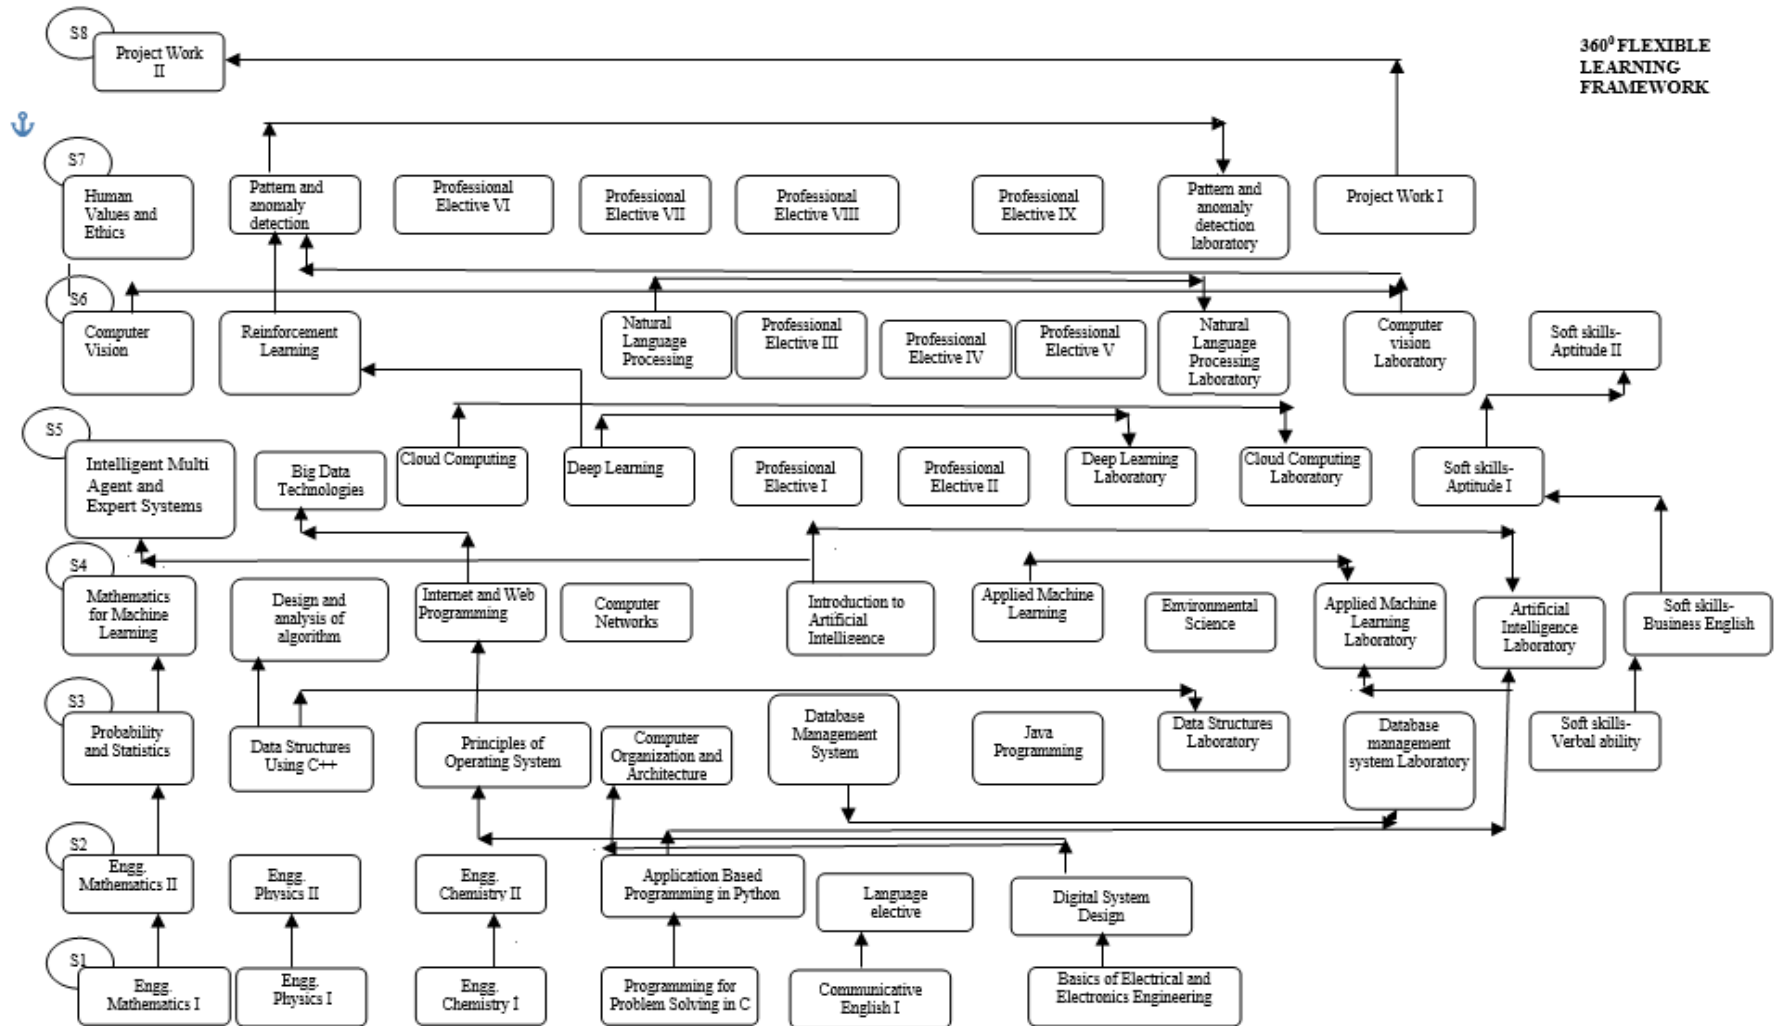 S8
Project Work
II
360⁰ FLEXIBLE
LEARNING
FRAMEWORK
S7
Human
Values and
Ethics
Pattern and
anomaly
detection
Professional
Elective VI
Professional
Elective VII
Professional
Elective VIII
Professional
Elective IX
Pattern and
anomaly
detection
laboratory
Project Work I
S6
Computer
Vision
Reinforcement
Learning
Natural
Language
Processing
Professional
Elective III
Professional
Elective IV
Professional
Elective V
Natural
Language
Processing
Laboratory
Computer
vision
Laboratory
Soft skills-
Aptitude II
S5
Intelligent Multi
Agent and
Expert Systems
Big Data
Technologies
Cloud Computing
Deep Learning
Professional
Elective I
Professional
Elective II
Deep Learning
Laboratory
Cloud Computing
Laboratory
Soft skills-
Aptitude I
S4
Mathematics
for Machine
Learning
Design and
analysis of
algorithm
Internet and Web
Programming
Computer
Networks
Introduction to
Artificial
Intelligence
Applied Machine
Learning
Environmental
Science
Applied Machine
Learning
Laboratory
Artificial
Intelligence
Laboratory
Soft skills-
Business English
S3
Probability
and Statistics
Data Structures
Using C++
Principles of
Operating System
Computer
Organization and
Architecture
Database
Management
System
Java
Programming
Data Structures
Laboratory
Database
management
system Laboratory
Soft skills-
Verbal ability
S2
Engg.
Mathematics II
Engg.
Physics II
Engg.
Chemistry II
Application Based
Programming in Python
Language
elective
Digital System
Design
S1
Engg.
Mathematics I
Engg.
Physics I
Engg.
Chemistry I
Programming for
Problem Solving in C
Communicative
English I
Basics of Electrical and
Electronics Engineering